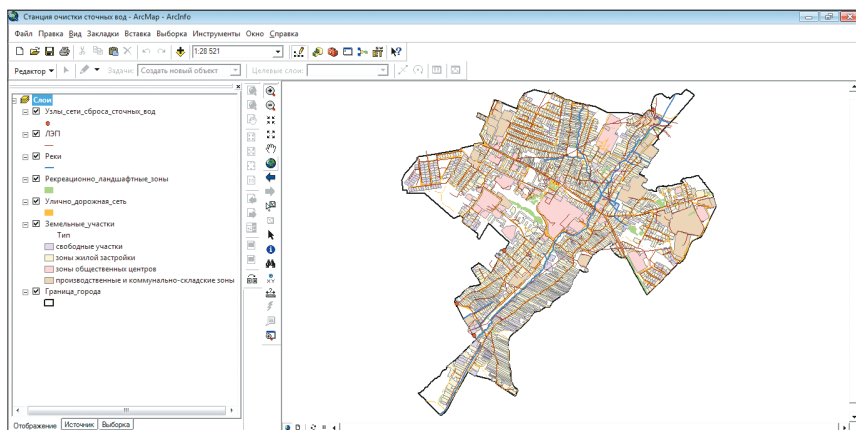 Станция очистки сточных вод - ArcMap - ArcInfo
Файл Правка Вид Закладки Вставка Выборка Инструменты Окно Справка
1:28 521
Редактор Задачи: Создать новый объект Целевые слои:
Слои
Узлы_сети_сброса_сточных_вод
ЛЭП
Реки
Рекреационно_ландшафтные_зоны
Улично_дорожная_сеть
Земельные_участки
Тип
свободные участки
зоны жилой застройки
зоны общественных центров
производственные и коммунально-складские зоны
Граница_города
Отображение Источник Выборка